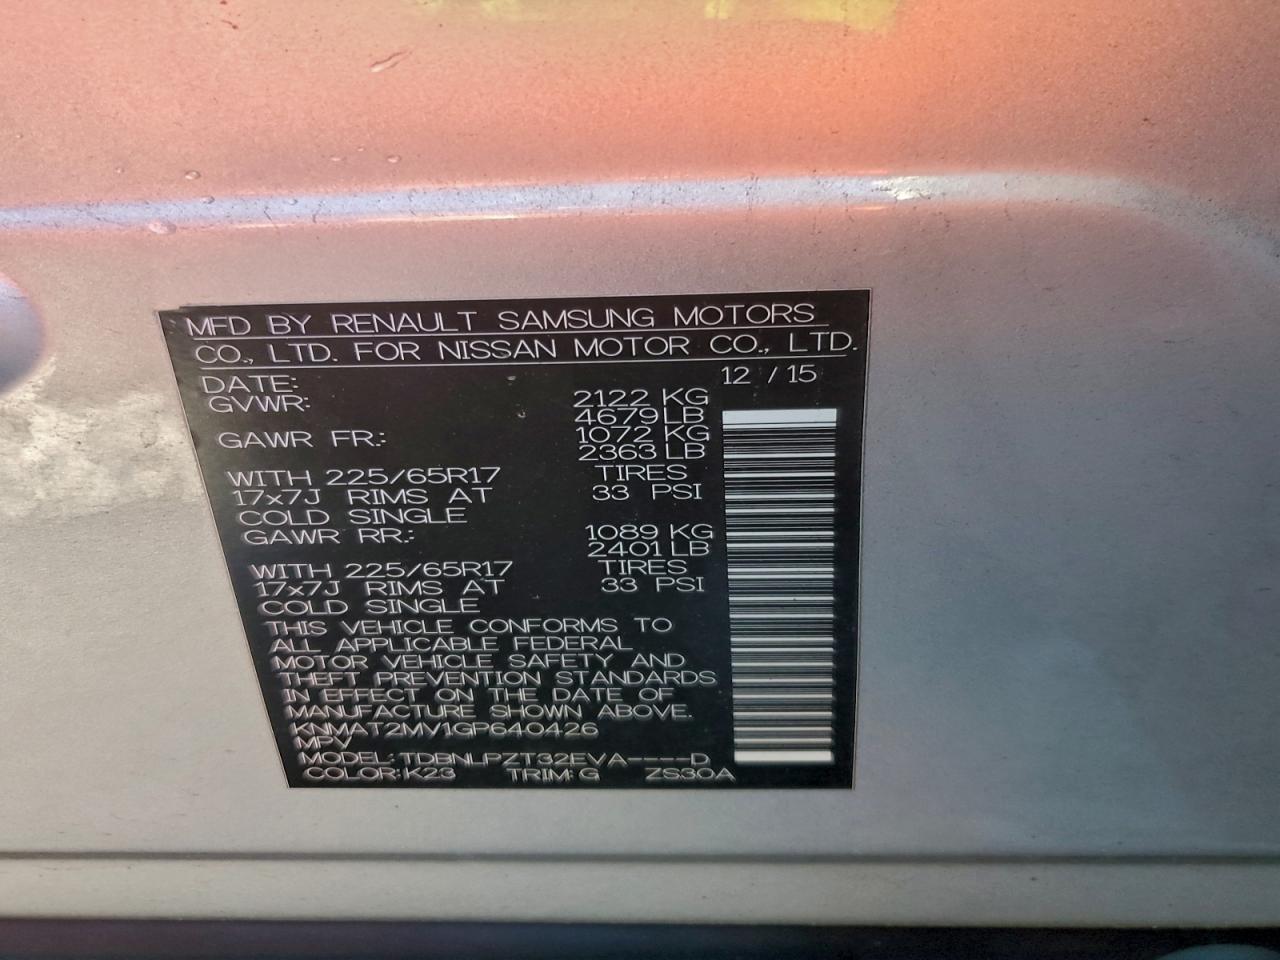 MFD BY RENAULT SAMSUNG MOTORS
CO., LTD. FOR NISSAN MOTOR CO., LTD.
DATE: 12 / 15
GVWR: 2122 KG
4679 LB
GAWR FR.: 1072 KG
2363 LB
WITH 225/65R17 TIRES
17x7J RIMS AT 33 PSI
COLD SINGLE
GAWR RR.: 1089 KG
2401 LB
WITH 225/65R17 TIRES
17x7J RIMS AT 33 PSI
COLD SINGLE
THIS VEHICLE CONFORMS TO
ALL APPLICABLE FEDERAL
MOTOR VEHICLE SAFETY AND
THEFT PREVENTION STANDARDS
IN EFFECT ON THE DATE OF
MANUFACTURE SHOWN ABOVE.
KNMAT2MV1GP640426
MPV
MODEL: TDBNLPZT32EVA----D
COLOR: K23 TRIM: G ZS30A